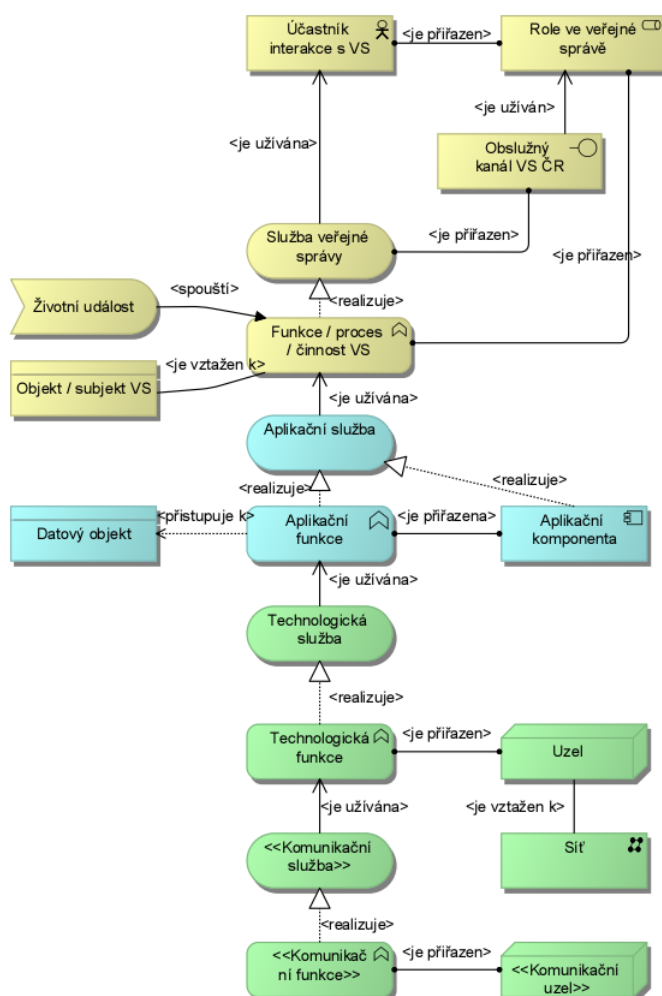 Účastník
interakce s VS
<je přiřazen>
Role ve veřejné
správě
<je užíván>
<je užívána>
Obslužný
kanál VS ČR
Služba veřejné
správy
<je přiřazen>
<je přiřazen>
<spouští>
<realizuje>
Životní událost
Funkce / proces
/ činnost VS
<je vztažen k>
Objekt / subjekt VS
<je užívána>
Aplikační služba
<realizuje>
<realizuje>
Datový objekt
<přistupuje k>
Aplikační
funkce
<je přiřazena>
Aplikační
komponenta
<je užívána>
Technologická
služba
<realizuje>
Technologická
funkce
<je přiřazen>
Uzel
<je užívána>
<je vztažen k>
<<Komunikační
služba>>
Síť
<realizuje>
<<Komunikač
ní funkce>>
<je přiřazen>
<<Komunikační
uzel>>